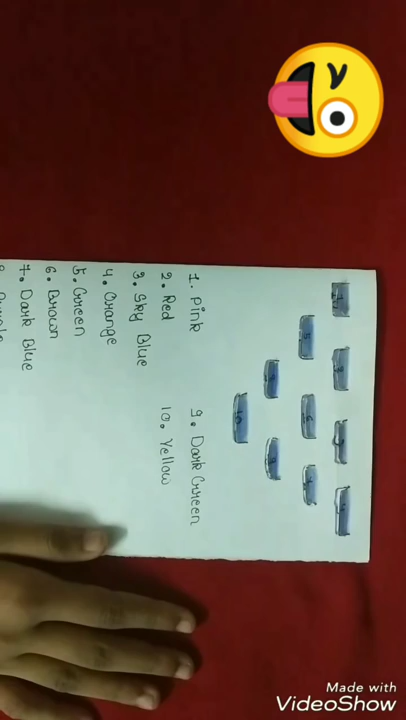 1. Pink
2. Red
3. Sky Blue
4. Orange
5. Green
6. Brown
7. Dark Blue
9. Dark Green
10. Yellow
Made with
VideoShow